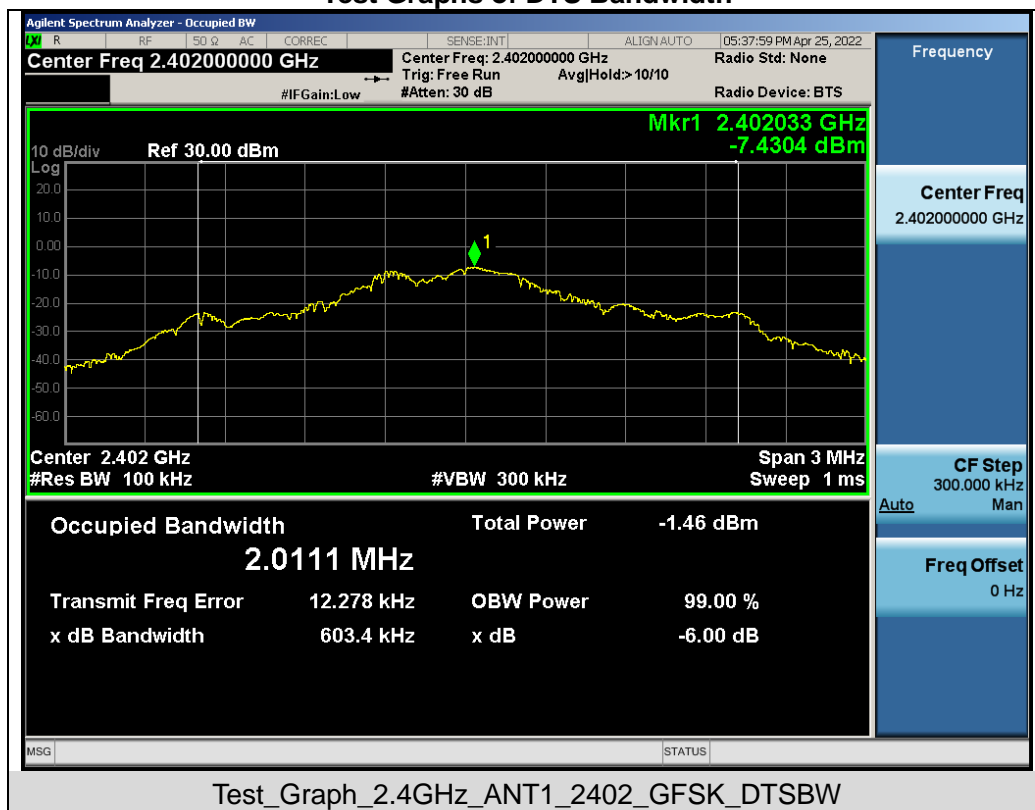 Test Graphs of DTS Bandwidth
Agilent Spectrum Analyzer - Occupied BW
LXI R RF 50 Ω AC CORREC SENSE:INT ALIGN AUTO 05:37:59 PM Apr 25, 2022
Center Freq 2.402000000 GHz
Center Freq: 2.402000000 GHz
Radio Std: None
Trig: Free Run Avg|Hold:>10/10
#IFGain:Low #Atten: 30 dB Radio Device: BTS
Mkr1 2.402033 GHz
-7.4304 dBm
10 dB/div Ref 30.00 dBm
Log
20.0
10.0
0.00
-10.0
-20.0
-30.0
-40.0
-50.0
-60.0
1
Center 2.402 GHz Span 3 MHz
#Res BW 100 kHz #VBW 300 kHz Sweep 1 ms
Occupied Bandwidth Total Power -1.46 dBm
2.0111 MHz
Transmit Freq Error 12.278 kHz OBW Power 99.00 %
x dB Bandwidth 603.4 kHz x dB -6.00 dB
MSG STATUS
Frequency
Center Freq
2.402000000 GHz
CF Step
300.000 kHz
Auto Man
Freq Offset
0 Hz
Test_Graph_2.4GHz_ANT1_2402_GFSK_DTSBW